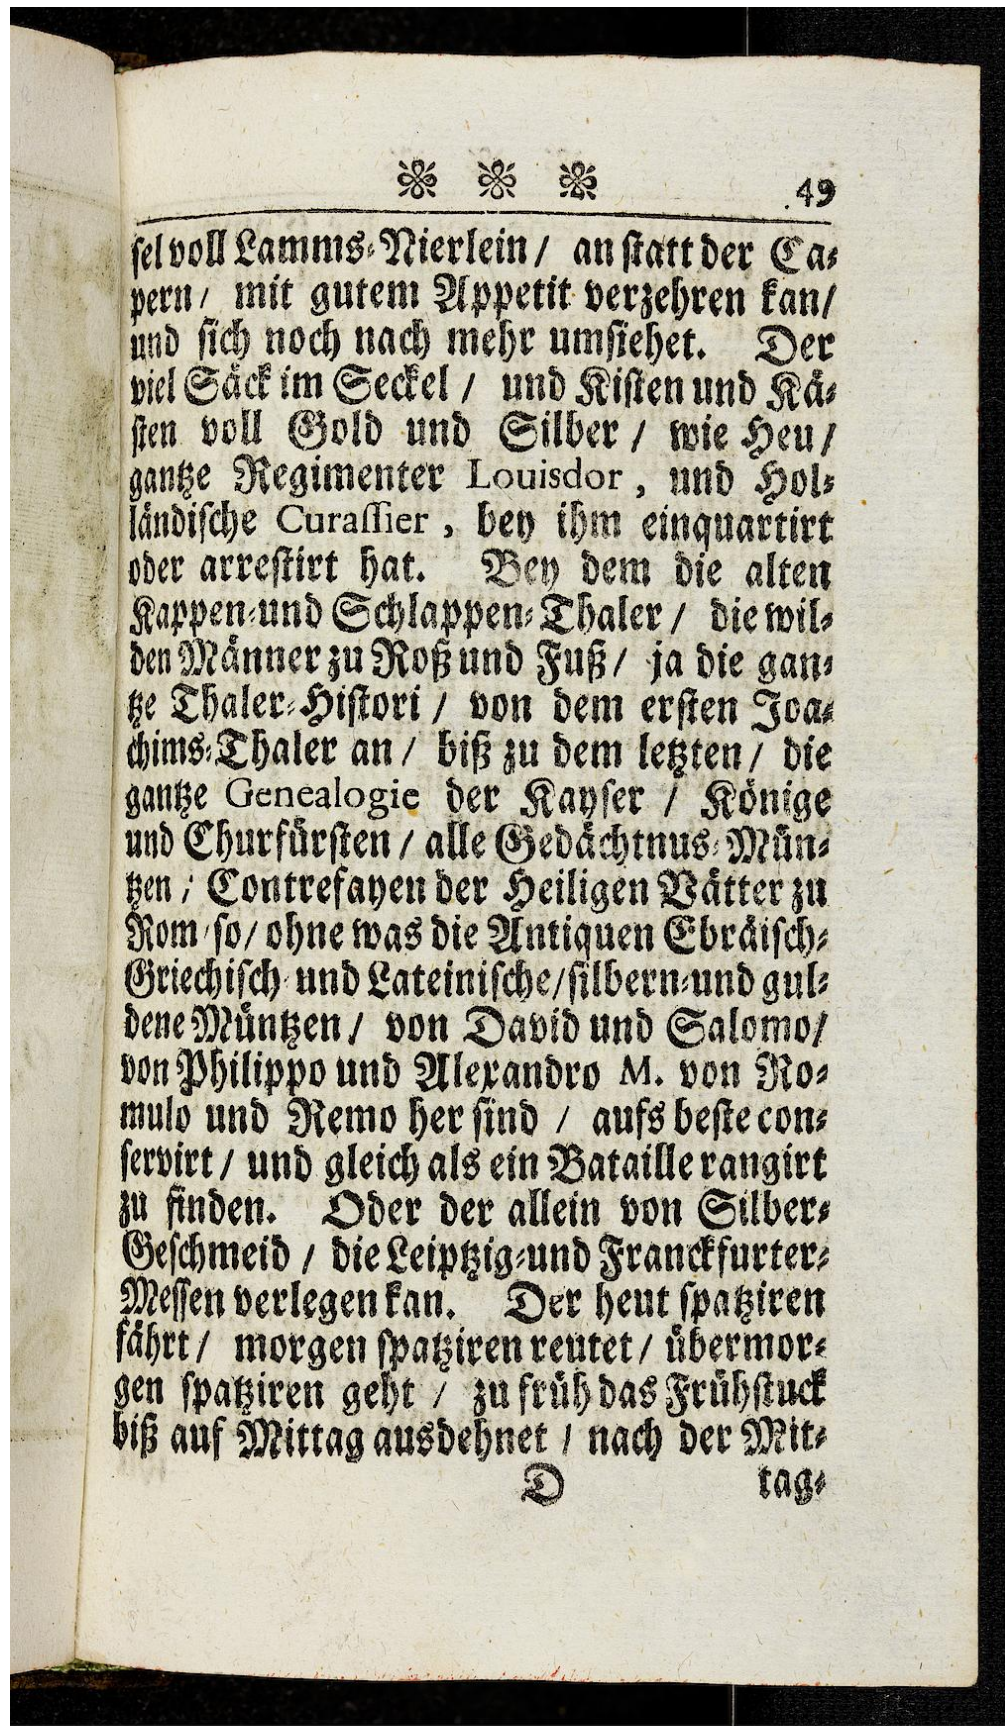 49
sel voll Lamms-Nierlein / an statt der Ca-
pern / mit gutem Appetit verzehren kan/
und sich noch nach mehr umsiehet. Der
viel Säck im Seckel / und Kisten und Kä-
sten voll Gold und Silber / wie Heu/
gantze Regimenter Louisdor, und Hol-
ländische Curassier, bey ihm einquartirt
oder arrestirt hat. Bey dem die alten
Kappen-und Schlappen-Thaler / die wil-
den Männer zu Roß und Fuß / ja die gan-
tze Thaler-Histori / von dem ersten Joa-
chims-Thaler an / biß zu dem letzten / die
gantze Genealogie der Kayser / Könige
und Churfürsten / alle Gedächtnus-Mün-
tzen / Contrefayen der Heiligen Vätter zu
Rom / so / ohne was die Antiquen Ebräisch-
Griechisch-und Lateinische/silbern-und gul-
dene Müntzen / von David und Salomo/
von Philippo und Alexandro M. von Ro-
mulo und Remo her sind / aufs beste con-
servirt / und gleich als ein Bataille rangirt
zu finden. Oder der allein von Silber-
Geschmeid / die Leiptzig-und Franckfurter-
Messen verlegen kan. Der heut spatziren
fährt / morgen spatziren reutet / übermor-
gen spatziren geht / zu früh das Frühstuck
biß auf Mittag ausdehnet / nach der Mit-
D tag-